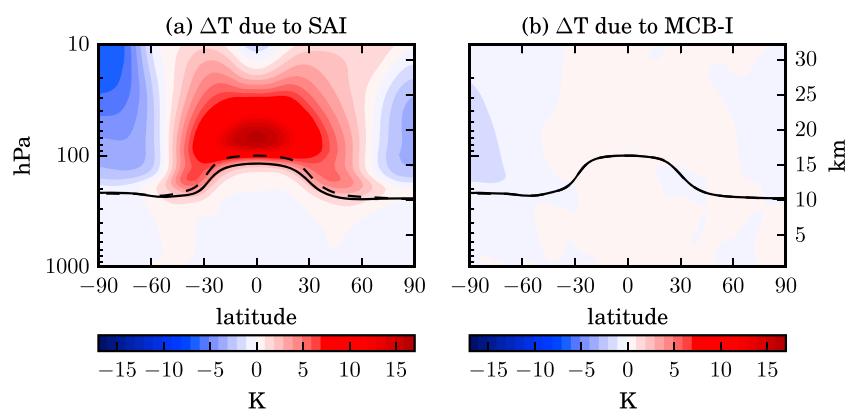 (a) ΔT due to SAI
(b) ΔT due to MCB-I
10
100
1000
hPa
−90 −60 −30 0 30 60 90
latitude
−15 −10 −5 0 5 10 15
K
30
25
20
15
10
5
km
−90 −60 −30 0 30 60 90
latitude
−15 −10 −5 0 5 10 15
K